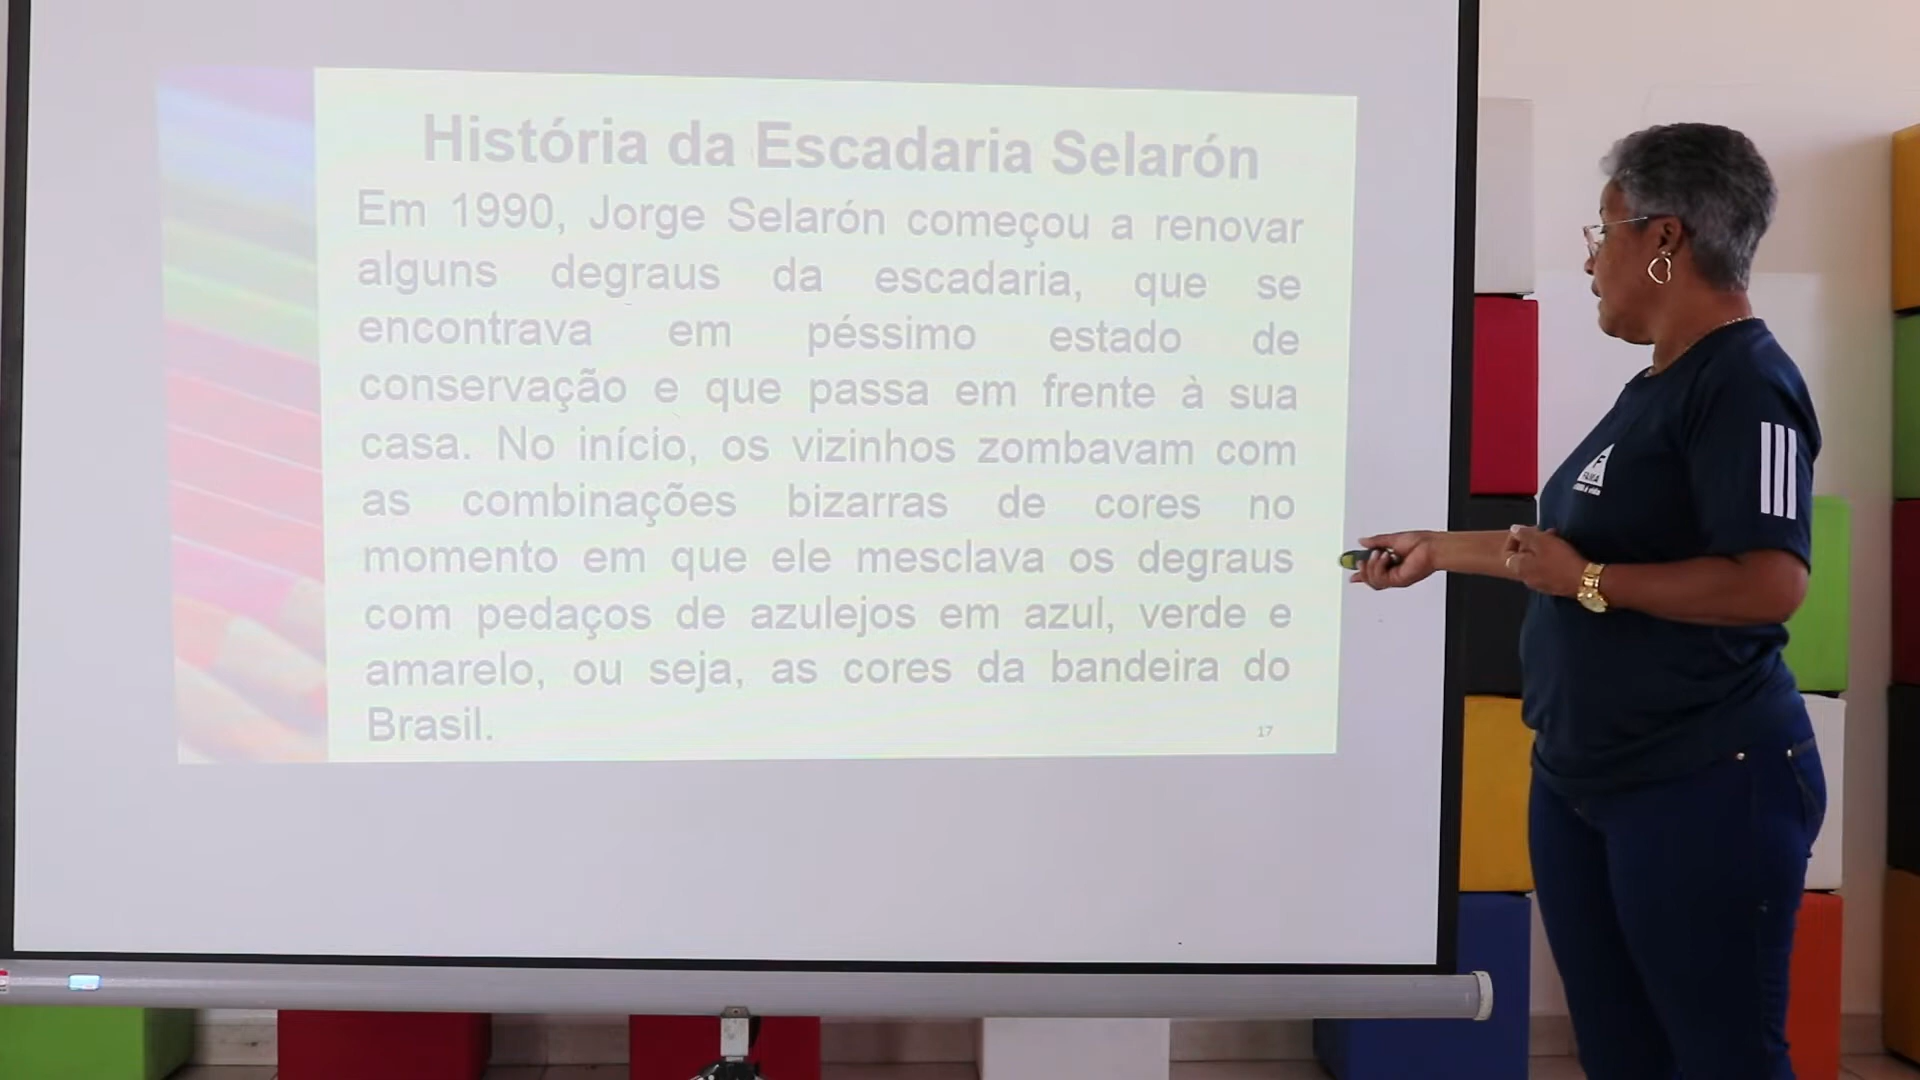 História da Escadaria Selarón
Em 1990, Jorge Selarón começou a renovar
alguns degraus da escadaria, que se
encontrava em péssimo estado de
conservação e que passa em frente à sua
casa. No início, os vizinhos zombavam com
as combinações bizarras de cores no
momento em que ele mesclava os degraus
com pedaços de azulejos em azul, verde e
amarelo, ou seja, as cores da bandeira do
Brasil.
17